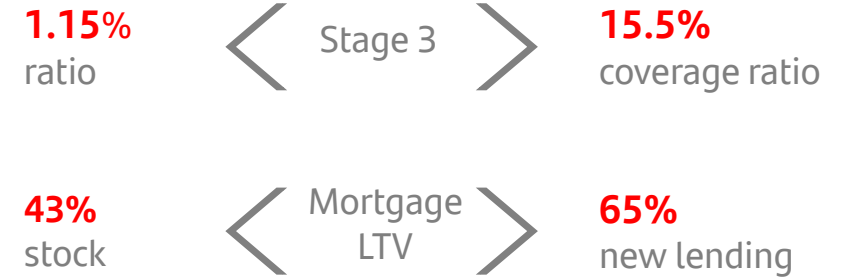 1.15%
ratio
Stage 3
15.5%
coverage ratio
43%
stock
Mortgage
LTV
65%
new lending